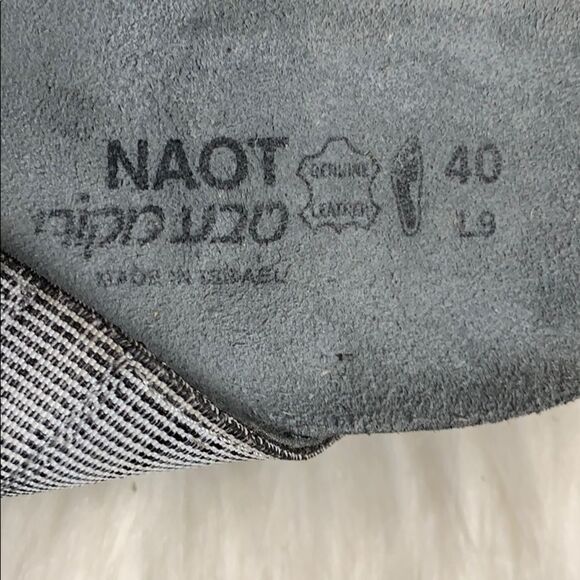 NAOT
GENUINE
LEATHER
40
L9
MADE IN ISRAEL